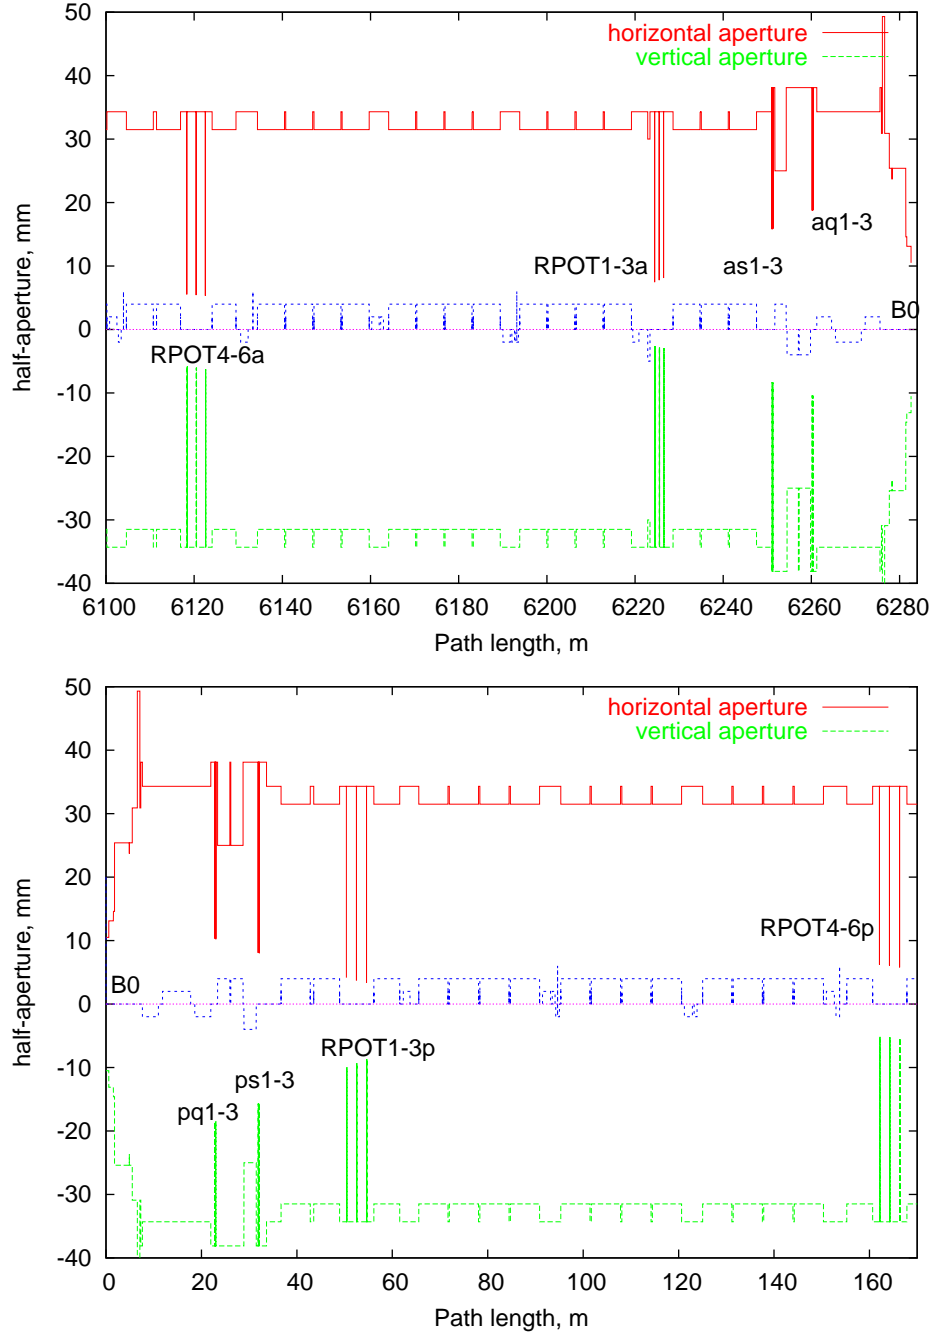 50
40
30
20
10
0
-10
-20
-30
-40
half-aperture, mm
horizontal aperture
vertical aperture
aq1-3
RPOT1-3a
as1-3
B0
RPOT4-6a
6100 6120 6140 6160 6180 6200 6220 6240 6260 6280
Path length, m
50
40
30
20
10
0
-10
-20
-30
-40
half-aperture, mm
horizontal aperture
vertical aperture
RPOT4-6p
B0
RPOT1-3p
ps1-3
pq1-3
0 20 40 60 80 100 120 140 160
Path length, m